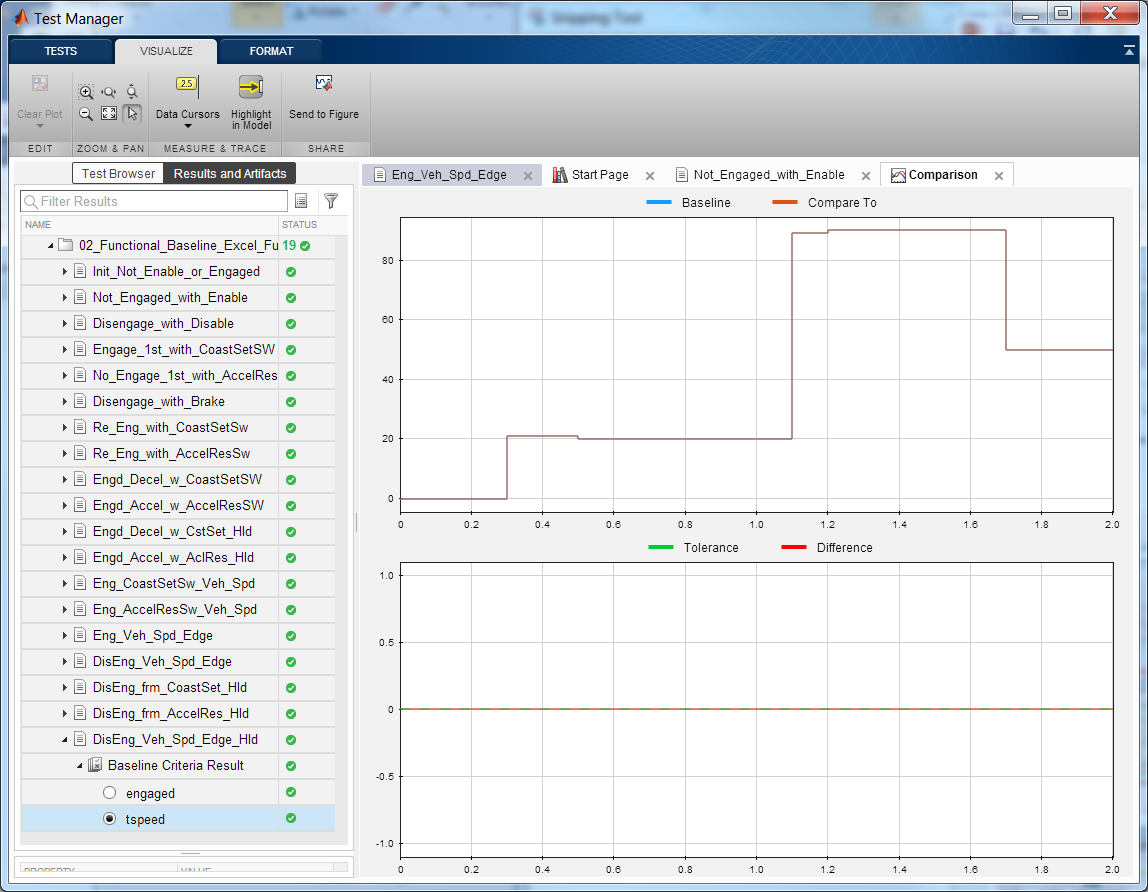 Test Manager
Snipping Tool
TESTS
VISUALIZE
FORMAT
Clear Plot
2.5
Data Cursors
Highlight
in Model
Send to Figure
EDIT
ZOOM & PAN
MEASURE & TRACE
SHARE
Test Browser
Results and Artifacts
Filter Results
NAME
STATUS
02_Functional_Baseline_Excel_Fu 19
Init_Not_Enable_or_Engaged
Not_Engaged_with_Enable
Disengage_with_Disable
Engage_1st_with_CoastSetSW
No_Engage_1st_with_AccelRes
Disengage_with_Brake
Re_Eng_with_CoastSetSw
Re_Eng_with_AccelResSw
Engd_Decel_w_CoastSetSW
Engd_Accel_w_AccelResSW
Engd_Decel_w_CstSet_Hld
Engd_Accel_w_AclRes_Hld
Eng_CoastSetSw_Veh_Spd
Eng_AccelResSw_Veh_Spd
Eng_Veh_Spd_Edge
DisEng_Veh_Spd_Edge
DisEng_frm_CoastSet_Hld
DisEng_frm_AccelRes_Hld
DisEng_Veh_Spd_Edge_Hld
Baseline Criteria Result
engaged
tspeed
PROPERTY
VALUE
Eng_Veh_Spd_Edge
Start Page
Not_Engaged_with_Enable
Comparison
Baseline
Compare To
80
60
40
20
0
0 0.2 0.4 0.6 0.8 1.0 1.2 1.4 1.6 1.8 2.0
Tolerance
Difference
1.0
0.5
0
-0.5
-1.0
0 0.2 0.4 0.6 0.8 1.0 1.2 1.4 1.6 1.8 2.0